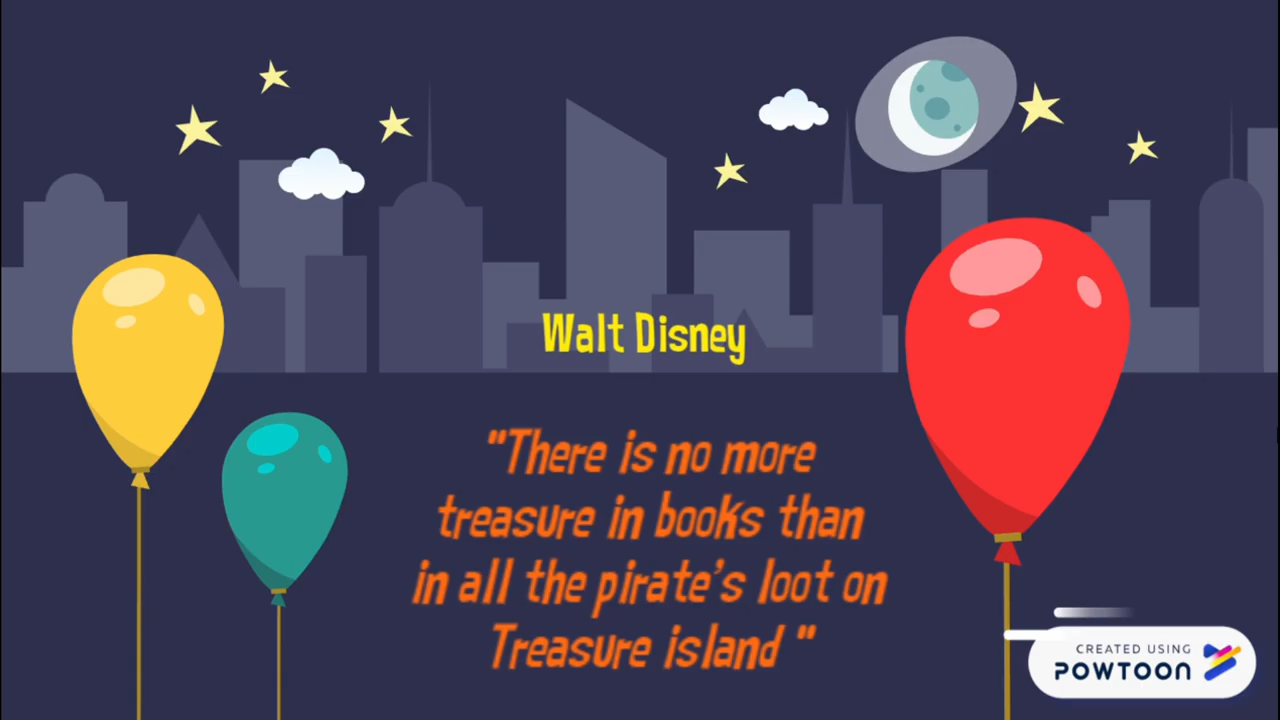 Walt Disney
"There is no more
treasure in books than
in all the pirate's loot on
Treasure island "
CREATED USING
POWTOON